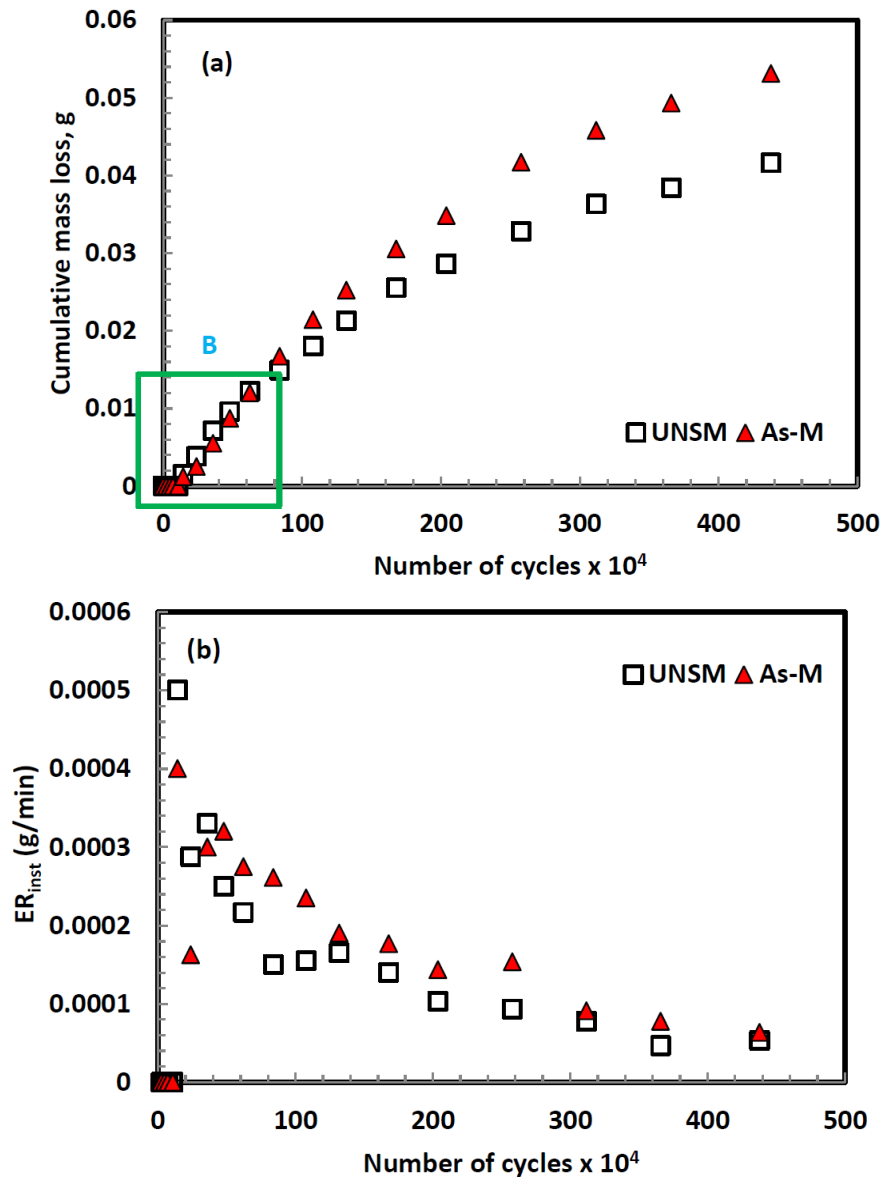 (a)
Cumulative mass loss, g
0.06
0.05
0.04
0.03
0.02
0.01
0
B
UNSM As-M
0 100 200 300 400 500
Number of cycles x 10⁴
(b)
ER_inst (g/min)
0.0006
0.0005
0.0004
0.0003
0.0002
0.0001
0
UNSM As-M
0 100 200 300 400 500
Number of cycles x 10⁴